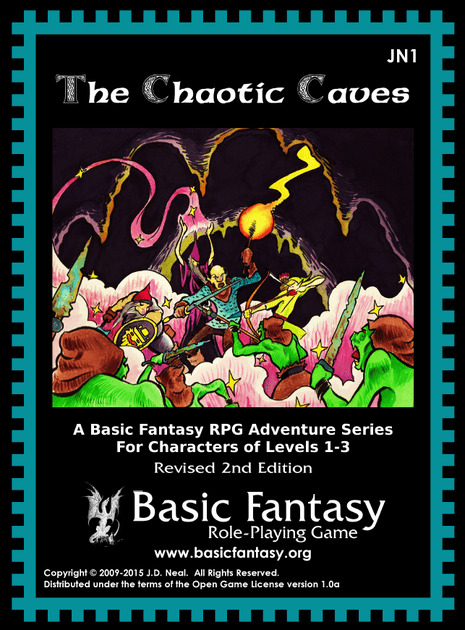 JN1
The Chaotic Caves
A Basic Fantasy RPG Adventure Series
For Characters of Levels 1-3
Revised 2nd Edition
Basic Fantasy
Role-Playing Game
www.basicfantasy.org
Copyright © 2009-2015 J.D. Neal. All Rights Reserved.
Distributed under the terms of the Open Game License version 1.0a